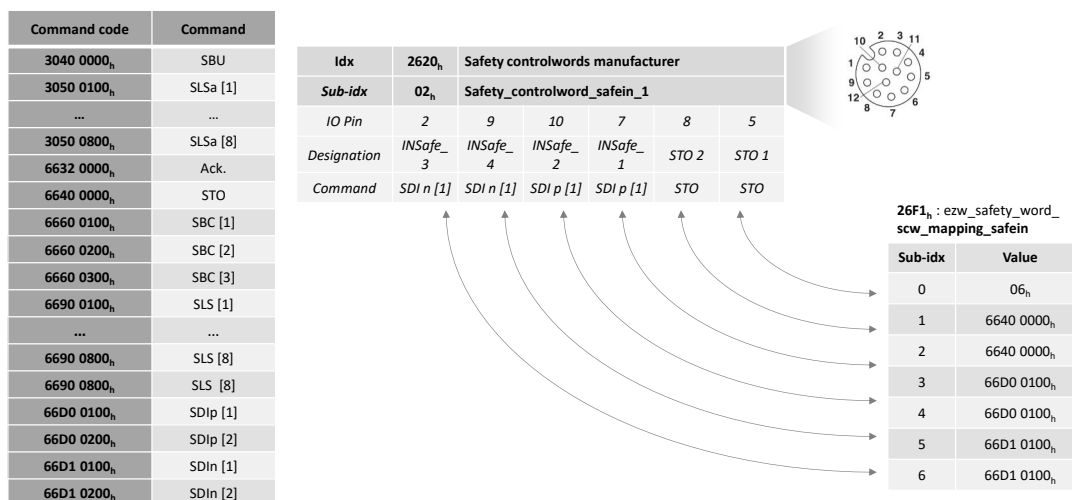 Command code Command
3040 0000h SBU
3050 0100h SLSa [1]
... ...
3050 0800h SLSa [8]
6632 0000h Ack.
6640 0000h STO
6660 0100h SBC [1]
6660 0200h SBC [2]
6660 0300h SBC [3]
6690 0100h SLS [1]
... ...
6690 0800h SLS [8]
6690 0800h SLS [8]
66D0 0100h SDIp [1]
66D0 0200h SDIp [2]
66D1 0100h SDIn [1]
66D1 0200h SDIn [2]
Idx 2620h Safety controlwords manufacturer
Sub-idx 02h Safety_controlword_safein_1
IO Pin 2 9 10 7 8 5
Designation INSafe_3 INSafe_4 INSafe_2 INSafe_1 STO 2 STO 1
Command SDI n [1] SDI n [1] SDI p [1] SDI p [1] STO STO
2 3 11
10 4
1
9 5
12 6
8 7
26F1h : ezw_safety_word_
scw_mapping_safein
Sub-idx Value
0 06h
1 6640 0000h
2 6640 0000h
3 66D0 0100h
4 66D0 0100h
5 66D1 0100h
6 66D1 0100h